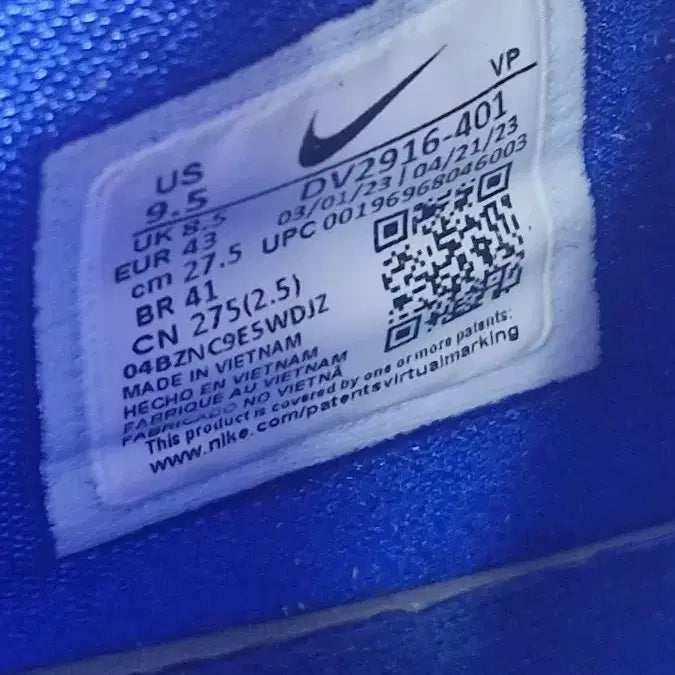 VP
US
9.5
DV2916-401
UK 8.5
03/01/23 | 04/21/23
EUR 43
UPC 00196968046003
cm 27.5
BR 41
CN 275(2.5)
04BZNC9E5WDJZ
MADE IN VIETNAM
HECHO EN VIETNAM
FABRIQUE AU VIETNAM
FABRICADO NO VIETNÃ
This product is covered by one or more patents:
www.nike.com/patentsvirtualmarking